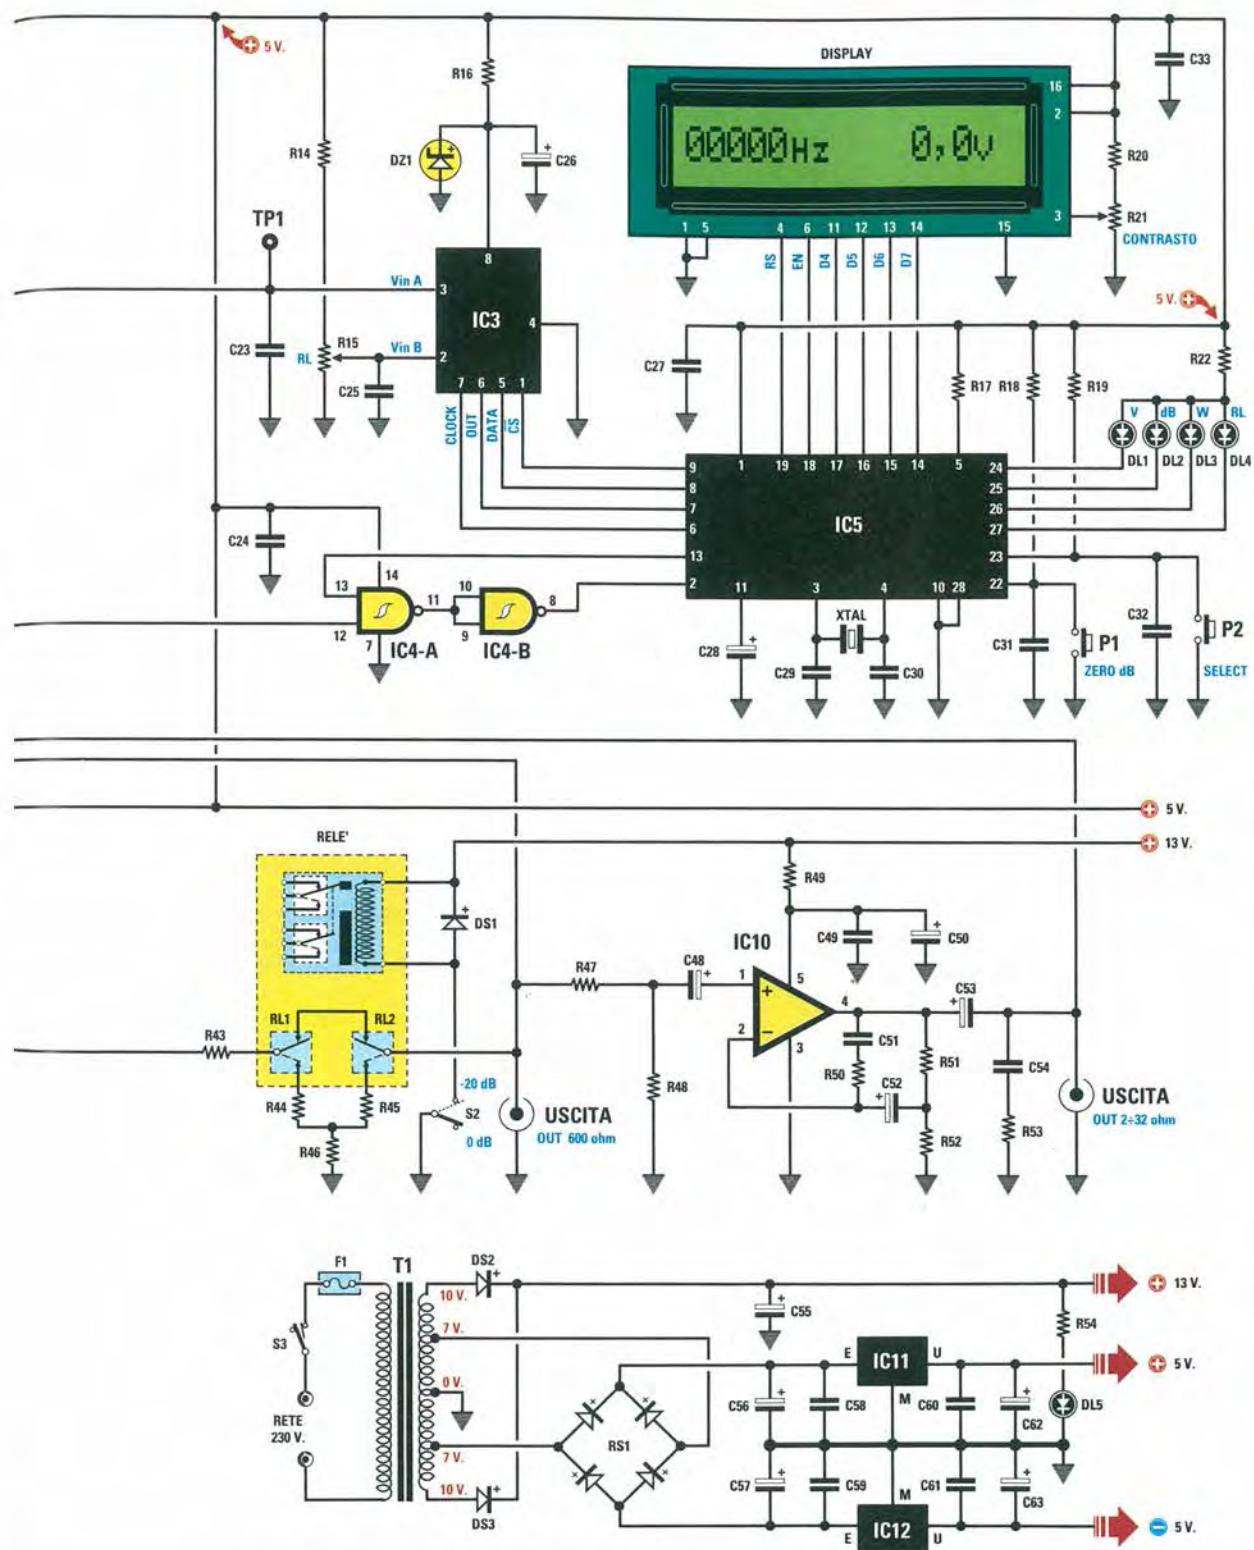 5 V.
R16
DISPLAY
C33
16
2
R14
DZ1
C26
00000Hz 0,0v
R20
TP1
3
R21
CONTRASTO
1 5 4 6 11 12 13 14 15
RS EN D4 D5 D6 D7
8
Vin A 3
IC3
4
5 V.
C23
RL R15
Vin B 2
C25
C27
R17 R18 R19
R22
7 6 5 1
CLOCK OUT DATA CS
V dB W RL
DL1 DL2 DL3 DL4
9 1 19 18 17 16 15 14 5 24
8 25
7 IC5 26
6 27
C24
13 23
2 22
11 3 4 10 28
13 14
12 7
11 10 9 8
IC4-A IC4-B
XTAL
C28 C29 C30
C31 P1
ZERO dB
C32 P2
SELECT
5 V.
13 V.
RELE'
DS1
R49
IC10
C49 C50
R47
C48
1 5
4
2
3
C53
RL1 RL2
R43
C51
R50
R51
C52
C54
R44 R45
-20 dB
S2
0 dB
R46
USCITA
OUT 600 ohm
R48
R52
R53
USCITA
OUT 2÷32 ohm
F1 T1 DS2
10 V.
7 V.
0 V.
7 V.
10 V.
S3
RETE
230 V.
DS3
RS1
C55
13 V.
R54
E IC11 U
M
5 V.
C56 C58 C60 C62
DL5
C57 C59 C61 C63
M
E IC12 U
5 V.